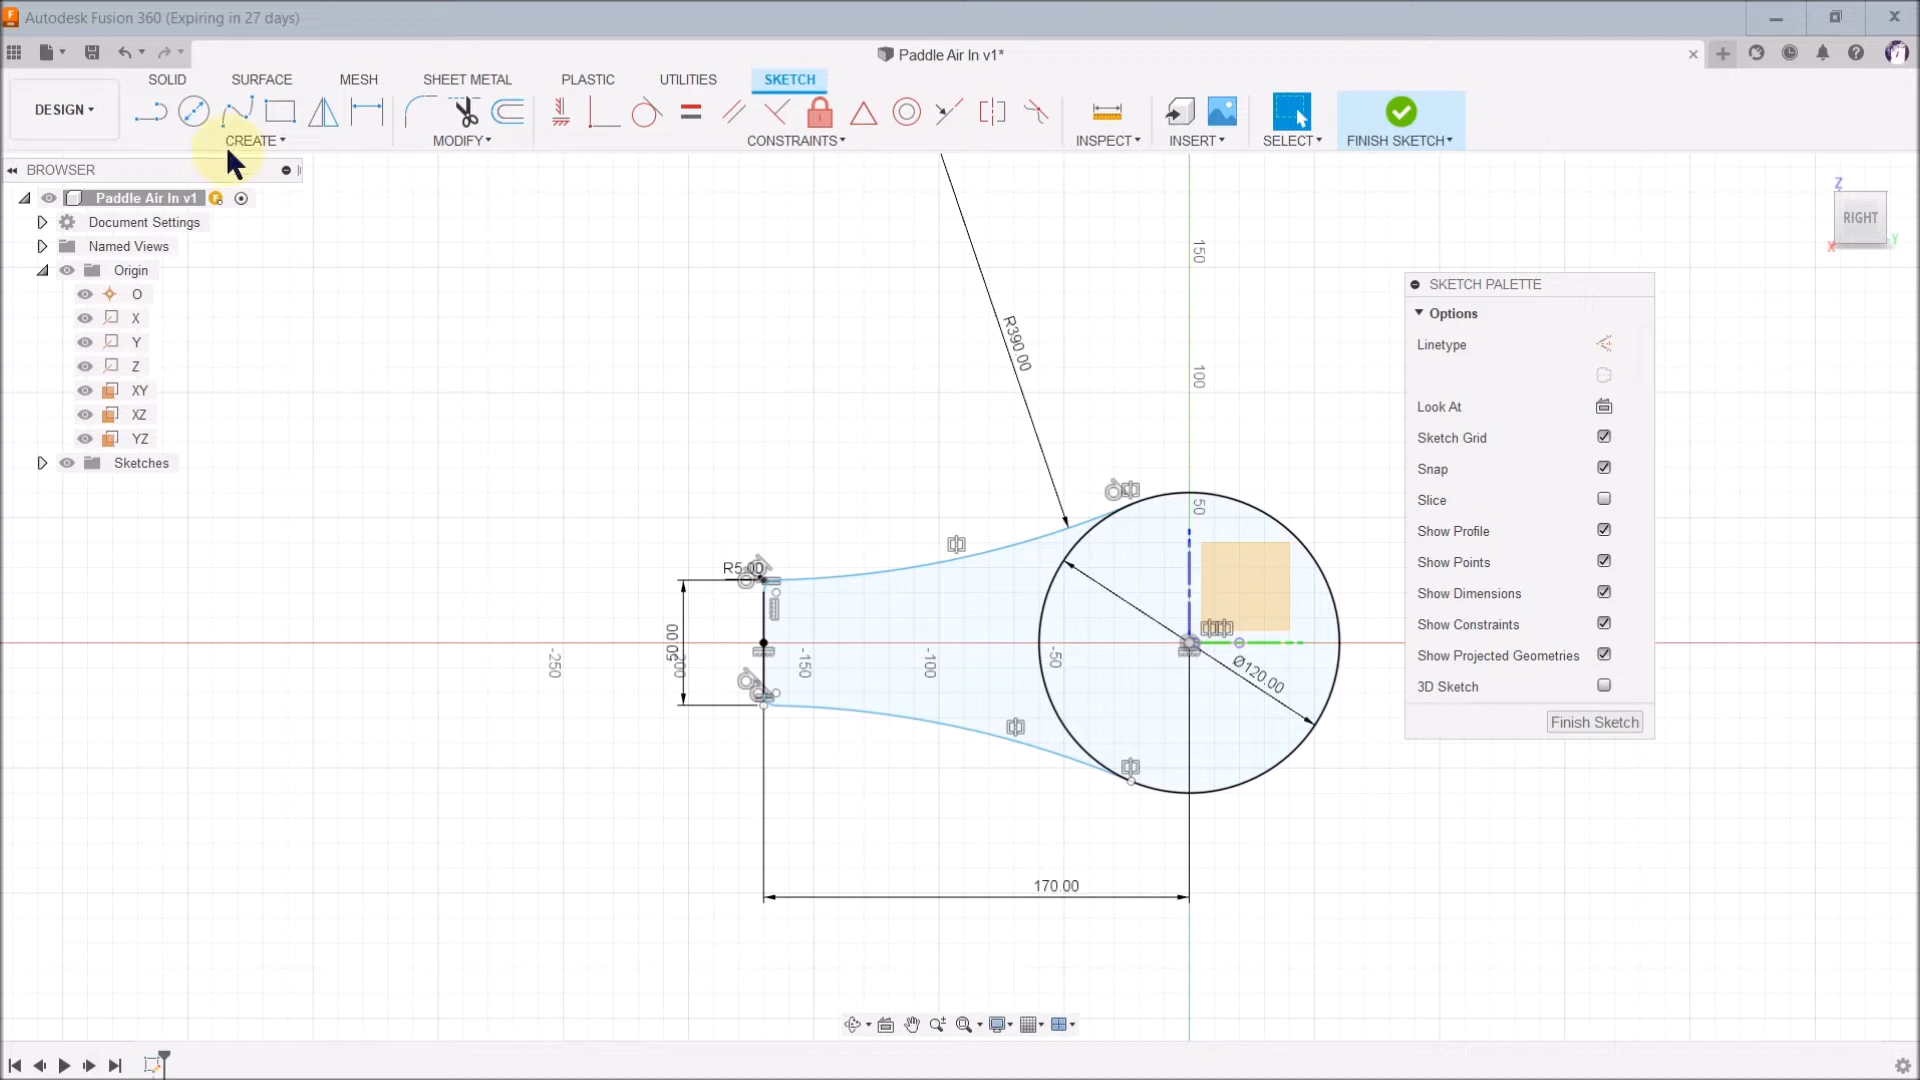 Autodesk Fusion 360 (Expiring in 27 days)
Paddle Air In v1*
SOLID SURFACE MESH SHEET METAL PLASTIC UTILITIES SKETCH
DESIGN
CREATE MODIFY CONSTRAINTS INSPECT INSERT SELECT FINISH SKETCH
BROWSER
Paddle Air In v1
Document Settings
Named Views
Origin
O
X
Y
Z
XY
XZ
YZ
Sketches
Z
RIGHT
X
Y
150
100
50
R390.00
R5.00
50.00
-250
-150
-100
-50
Ø120.00
170.00
SKETCH PALETTE
Options
Linetype
Look At
Sketch Grid
Snap
Slice
Show Profile
Show Points
Show Dimensions
Show Constraints
Show Projected Geometries
3D Sketch
Finish Sketch